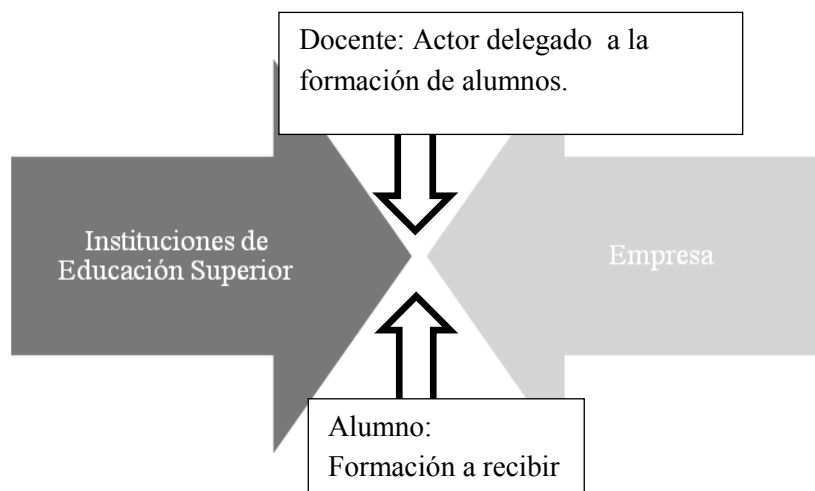 Docente: Actor delegado a la
formación de alumnos.
Instituciones de
Educación Superior
Empresa
Alumno:
Formación a recibir